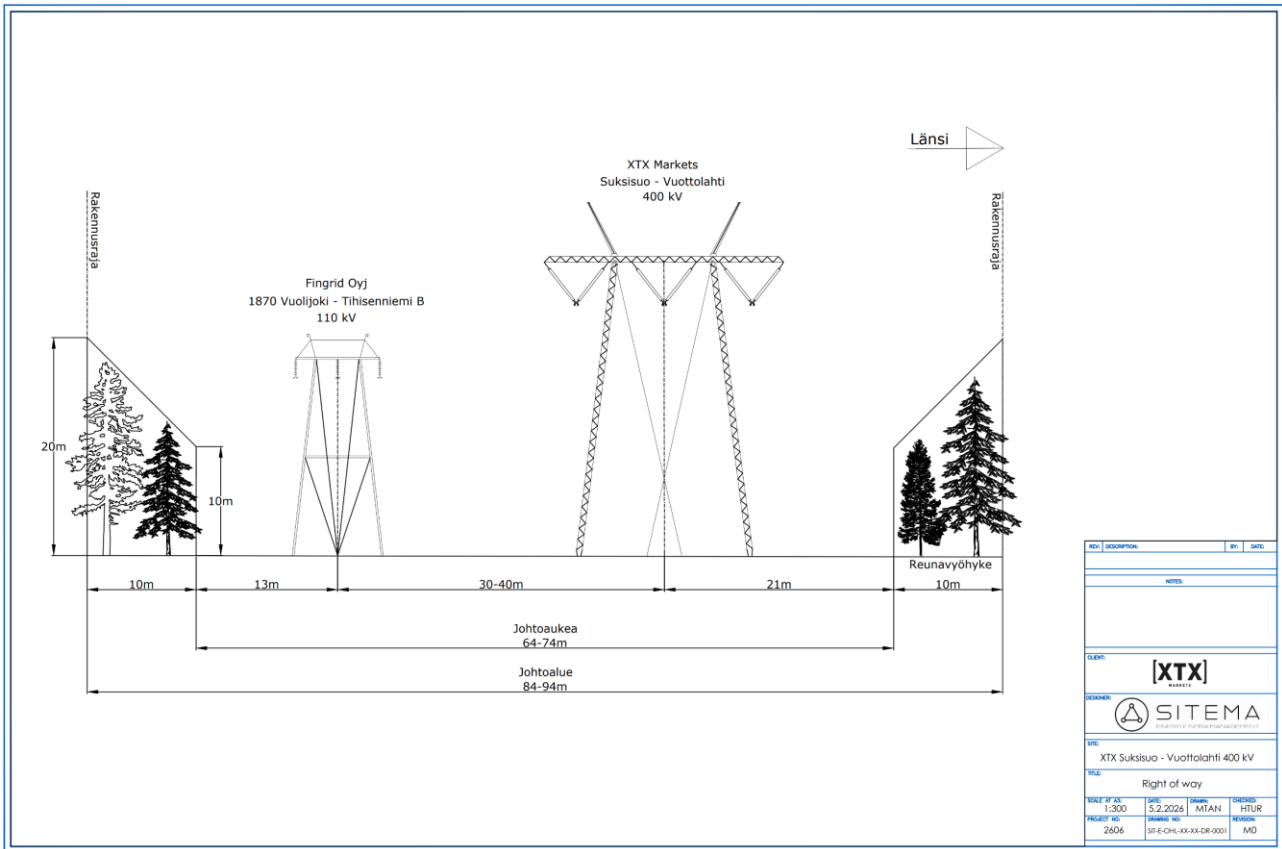 Länsi
XTX Markets
Suksisuo - Vuottolahti
400 kV
Rakennusraja
Rakennusraja
Fingrid Oyj
1870 Vuolijoki - Tihisenniemi B
110 kV
20m
10m
Reunavyöhyke
10m
13m
30-40m
21m
10m
Johtoaukea
64-74m
Johtoalue
84-94m
REV: DESCRIPTION: BY: DATE:
NOTES:
CLIENT:
[XTX]
MARKETS
DESIGNER:
SITEMA
ENERGY INFRA MANAGEMENT
SITE:
XTX Suksisuo - Vuottolahti 400 kV
TITLE:
Right of way
SCALE AT A3: DATE: DRAWN: CHECKED:
1:300 5.2.2026 MTAN HTUR
PROJECT NO: DRAWING NO: REVISION:
2606 SIT-E-OHL-XX-XX-DR-0001 M0